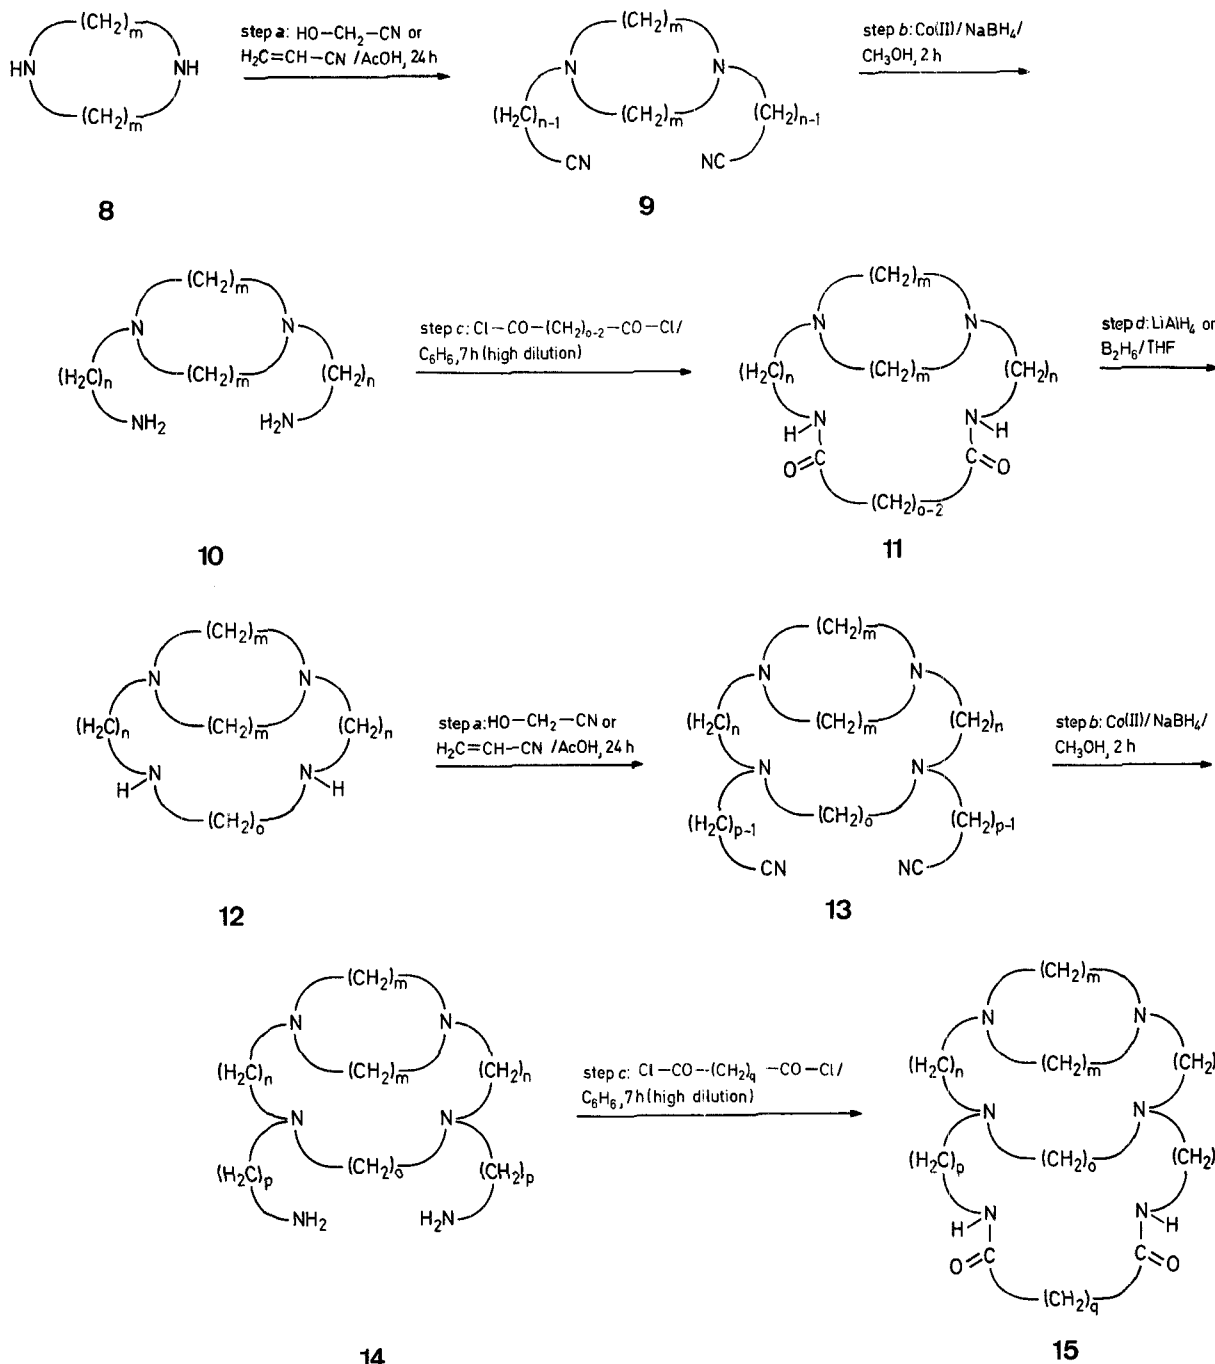 (CH₂)ₘ
HN NH
(CH₂)ₘ
8
step a: HO—CH₂—CN or
H₂C=CH—CN /AcOH, 24 h
(CH₂)ₘ
N N
(CH₂)ₘ
(H₂C)ₙ₋₁ (CH₂)ₙ₋₁
CN NC
9
step b: Co(II)/NaBH₄/
CH₃OH, 2 h
(CH₂)ₘ
N N
(CH₂)ₘ
(H₂C)ₙ (CH₂)ₙ
NH₂ H₂N
10
step c: Cl—CO—(CH₂)ₒ₋₂—CO—Cl/
C₆H₆, 7 h (high dilution)
(CH₂)ₘ
N N
(CH₂)ₘ
(H₂C)ₙ (CH₂)ₙ
N N
H H
C C
O O
(CH₂)ₒ₋₂
11
step d: LiAlH₄ or
B₂H₆/THF
(CH₂)ₘ
N N
(CH₂)ₘ
(H₂C)ₙ (CH₂)ₙ
N N
H H
(CH₂)ₒ
12
step a: HO—CH₂—CN or
H₂C=CH—CN /AcOH, 24 h
(CH₂)ₘ
N N
(CH₂)ₘ
(H₂C)ₙ (CH₂)ₙ
N N
(CH₂)ₒ
(H₂C)ₚ₋₁ (CH₂)ₚ₋₁
CN NC
13
step b: Co(II)/NaBH₄/
CH₃OH, 2 h
(CH₂)ₘ
N N
(CH₂)ₘ
(H₂C)ₙ (CH₂)ₙ
N N
(CH₂)ₒ
(H₂C)ₚ (CH₂)ₚ
NH₂ H₂N
14
step c: Cl—CO—(CH₂)q —CO—Cl/
C₆H₆, 7 h (high dilution)
(CH₂)ₘ
N N
(CH₂)ₘ
(H₂C)ₙ (CH₂)
N N
(CH₂)ₒ
(H₂C)ₚ (CH₂)
N N
H H
C C
O O
(CH₂)q
15